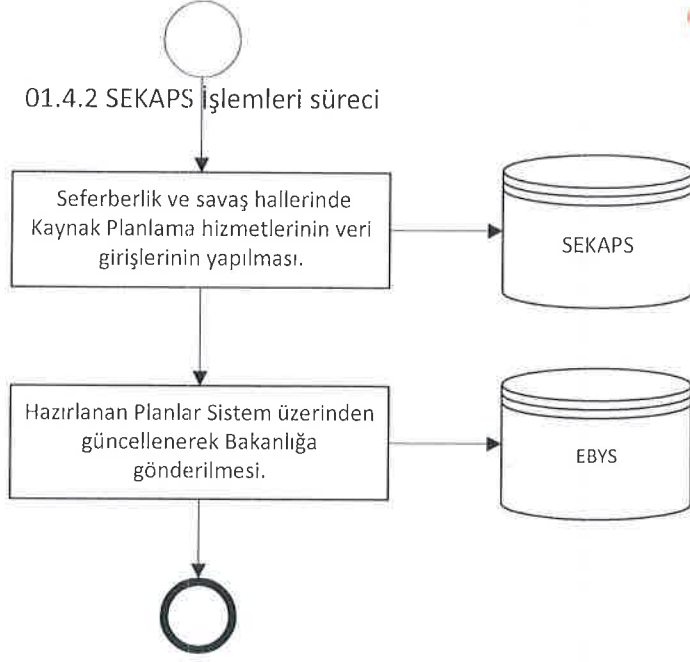 01.4.2 SEKAPS İşlemleri süreci
Seferberlik ve savaş hallerinde
Kaynak Planlama hizmetlerinin veri
girişlerinin yapılması.
SEKAPS
Hazırlanan Planlar Sistem üzerinden
güncellenerek Bakanlığa
gönderilmesi.
EBYS